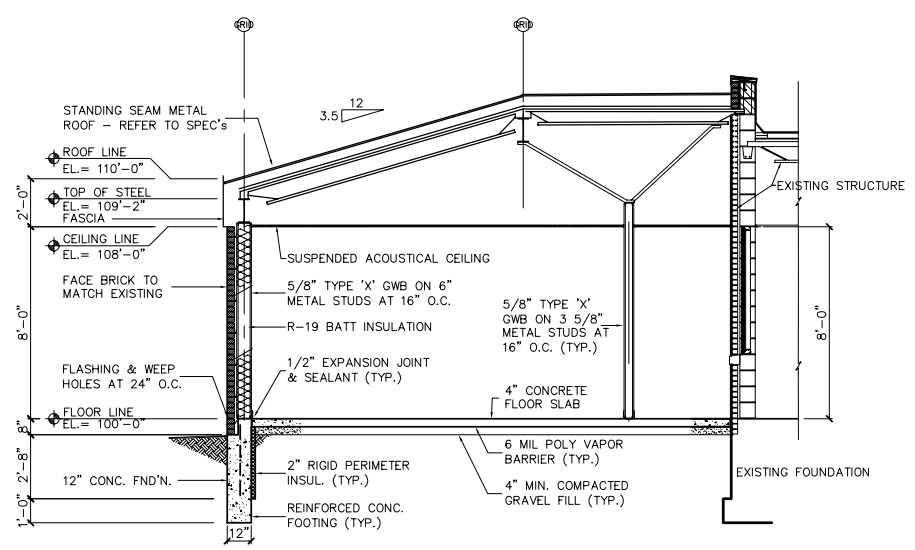 GRID
GRID
12
3.5
STANDING SEAM METAL
ROOF – REFER TO SPEC's
ROOF LINE
EL.= 110'-0"
TOP OF STEEL
EL.= 109'-2"
FASCIA
2'-0"
CEILING LINE
EL.= 108'-0"
EXISTING STRUCTURE
SUSPENDED ACOUSTICAL CEILING
FACE BRICK TO
MATCH EXISTING
5/8" TYPE 'X' GWB ON 6"
METAL STUDS AT 16" O.C.
R-19 BATT INSULATION
5/8" TYPE 'X'
GWB ON 3 5/8"
METAL STUDS AT
16" O.C. (TYP.)
8'-0"
8'-0"
FLASHING & WEEP
HOLES AT 24" O.C.
1/2" EXPANSION JOINT
& SEALANT (TYP.)
4" CONCRETE
FLOOR SLAB
FLOOR LINE
EL.= 100'-0"
8"
6 MIL POLY VAPOR
BARRIER (TYP.)
2'-8"
12" CONC. FND'N.
2" RIGID PERIMETER
INSUL. (TYP.)
4" MIN. COMPACTED
GRAVEL FILL (TYP.)
EXISTING FOUNDATION
1'-0"
REINFORCED CONC.
FOOTING (TYP.)
12"